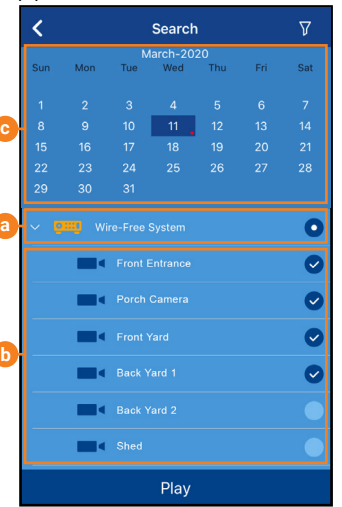 Search
March-2020
Sun Mon Tue Wed Thu Fri Sat
1 2 3 4 5 6 7
8 9 10 11 12 13 14
15 16 17 18 19 20 21
22 23 24 25 26 27 28
29 30 31
c
a Wire-Free System
Front Entrance
Porch Camera
Front Yard
b
Back Yard 1
Back Yard 2
Shed
Play